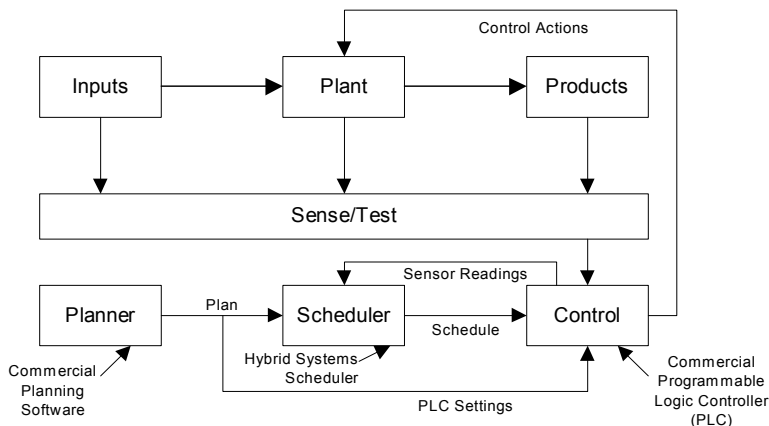 Control Actions
Inputs
Plant
Products
Sense/Test
Sensor Readings
Plan
Planner
Scheduler
Schedule
Control
Commercial
Planning
Software
Hybrid Systems
Scheduler
PLC Settings
Commercial
Programmable
Logic Controller
(PLC)